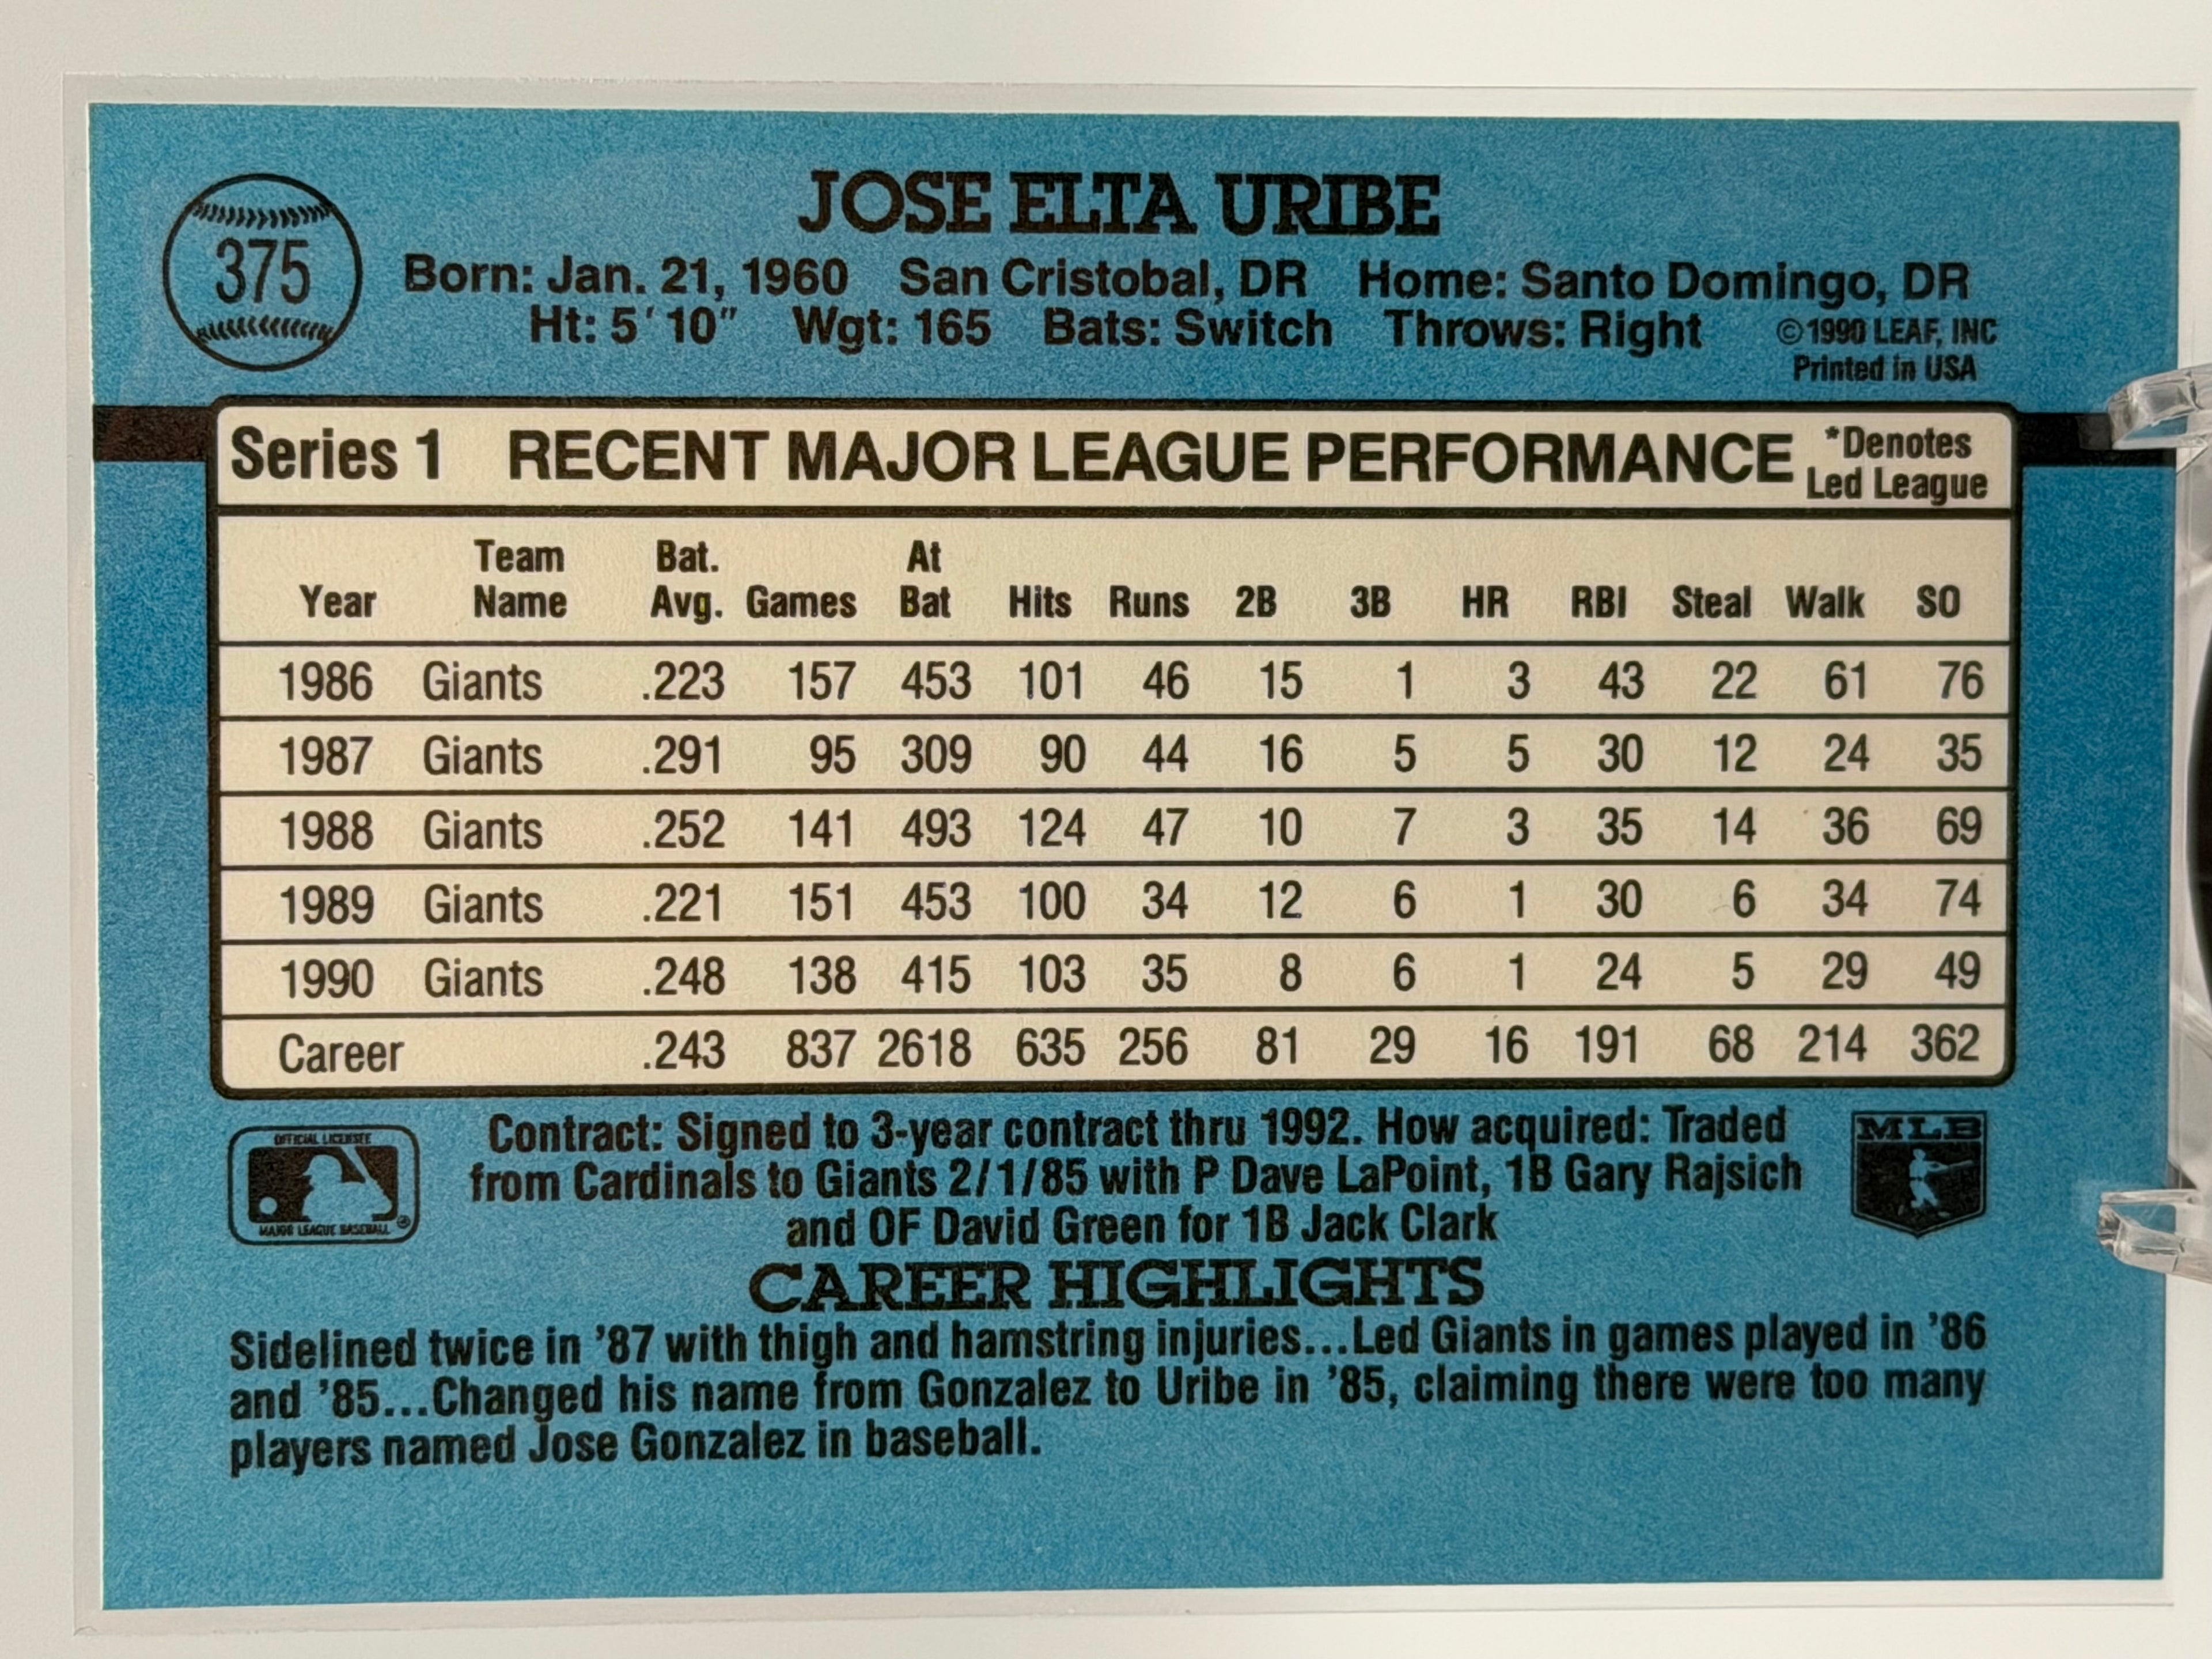 JOSE ELTA URIBE
375
Born: Jan. 21, 1960 San Cristobal, DR Home: Santo Domingo, DR
Ht: 5' 10" Wgt: 165 Bats: Switch Throws: Right ©1990 LEAF, INC
Printed in USA
Series 1 RECENT MAJOR LEAGUE PERFORMANCE *Denotes
Led League
Team Bat. At
Year Name Avg. Games Bat Hits Runs 2B 3B HR RBI Steal Walk SO
1986 Giants .223 157 453 101 46 15 1 3 43 22 61 76
1987 Giants .291 95 309 90 44 16 5 5 30 12 24 35
1988 Giants .252 141 493 124 47 10 7 3 35 14 36 69
1989 Giants .221 151 453 100 34 12 6 1 30 6 34 74
1990 Giants .248 138 415 103 35 8 6 1 24 5 29 49
Career .243 837 2618 635 256 81 29 16 191 68 214 362
Contract: Signed to 3-year contract thru 1992. How acquired: Traded
from Cardinals to Giants 2/1/85 with P Dave LaPoint, 1B Gary Rajsich
and OF David Green for 1B Jack Clark
OFFICIAL LICENSEE
MAJOR LEAGUE BASEBALL ®
MLB
CAREER HIGHLIGHTS
Sidelined twice in '87 with thigh and hamstring injuries...Led Giants in games played in '86
and '85...Changed his name from Gonzalez to Uribe in '85, claiming there were too many
players named Jose Gonzalez in baseball.